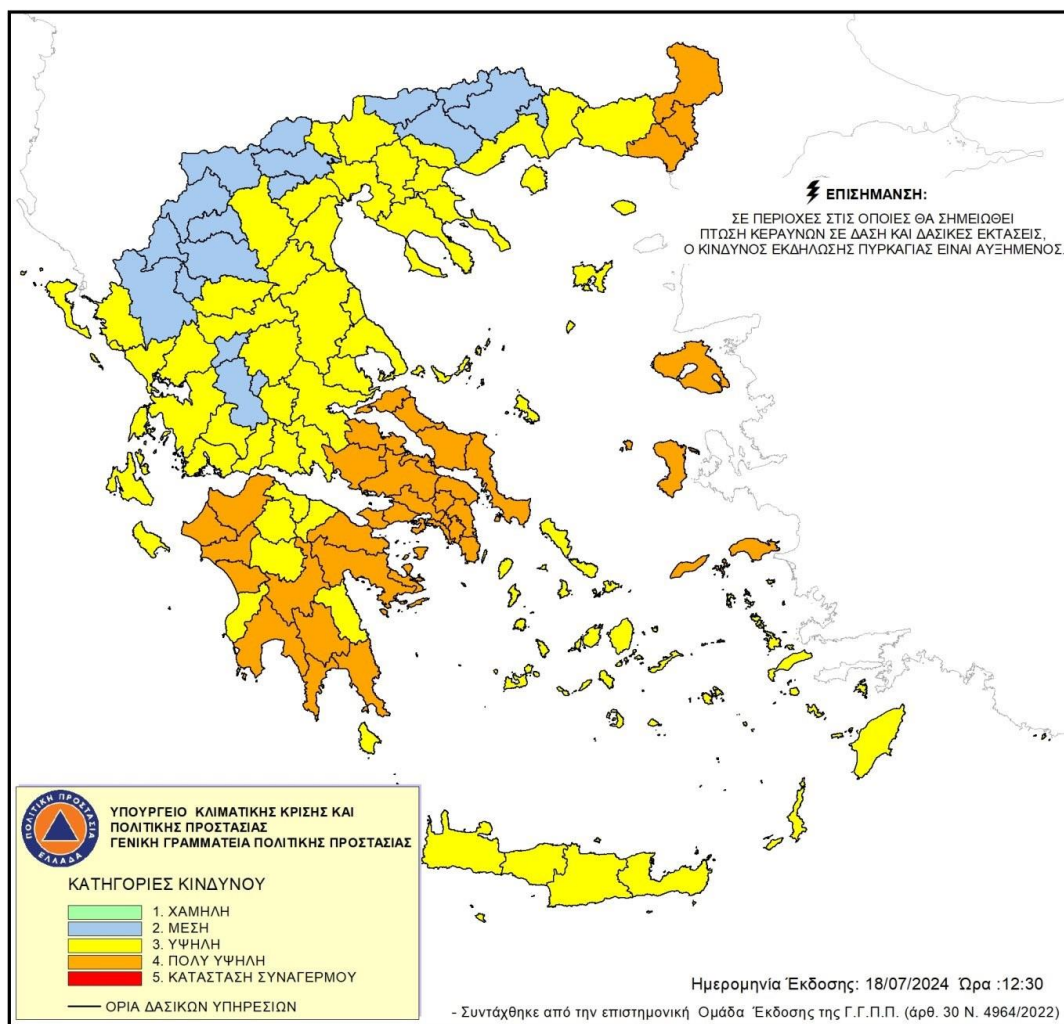 ΕΠΙΣΗΜΑΝΣΗ:
ΣΕ ΠΕΡΙΟΧΕΣ ΣΤΙΣ ΟΠΟΙΕΣ ΘΑ ΣΗΜΕΙΩΘΕΙ
ΠΤΩΣΗ ΚΕΡΑΥΝΩΝ ΣΕ ΔΑΣΗ ΚΑΙ ΔΑΣΙΚΕΣ ΕΚΤΑΣΕΙΣ,
Ο ΚΙΝΔΥΝΟΣ ΕΚΔΗΛΩΣΗΣ ΠΥΡΚΑΓΙΑΣ ΕΙΝΑΙ ΑΥΞΗΜΕΝΟΣ.
ΠΟΛΙΤΙΚΗ ΠΡΟΣΤΑΣΙΑ
ΕΛΛΑΔΑ
ΥΠΟΥΡΓΕΙΟ ΚΛΙΜΑΤΙΚΗΣ ΚΡΙΣΗΣ ΚΑΙ
ΠΟΛΙΤΙΚΗΣ ΠΡΟΣΤΑΣΙΑΣ
ΓΕΝΙΚΗ ΓΡΑΜΜΑΤΕΙΑ ΠΟΛΙΤΙΚΗΣ ΠΡΟΣΤΑΣΙΑΣ
ΚΑΤΗΓΟΡΙΕΣ ΚΙΝΔΥΝΟΥ
1. ΧΑΜΗΛΗ
2. ΜΕΣΗ
3. ΥΨΗΛΗ
4. ΠΟΛΥ ΥΨΗΛΗ
5. ΚΑΤΑΣΤΑΣΗ ΣΥΝΑΓΕΡΜΟΥ
ΟΡΙΑ ΔΑΣΙΚΩΝ ΥΠΗΡΕΣΙΩΝ
Ημερομηνία Έκδοσης: 18/07/2024 Ώρα :12:30
- Συντάχθηκε από την επιστημονική Ομάδα Έκδοσης της Γ.Γ.Π.Π. (άρθ. 30 Ν. 4964/2022)